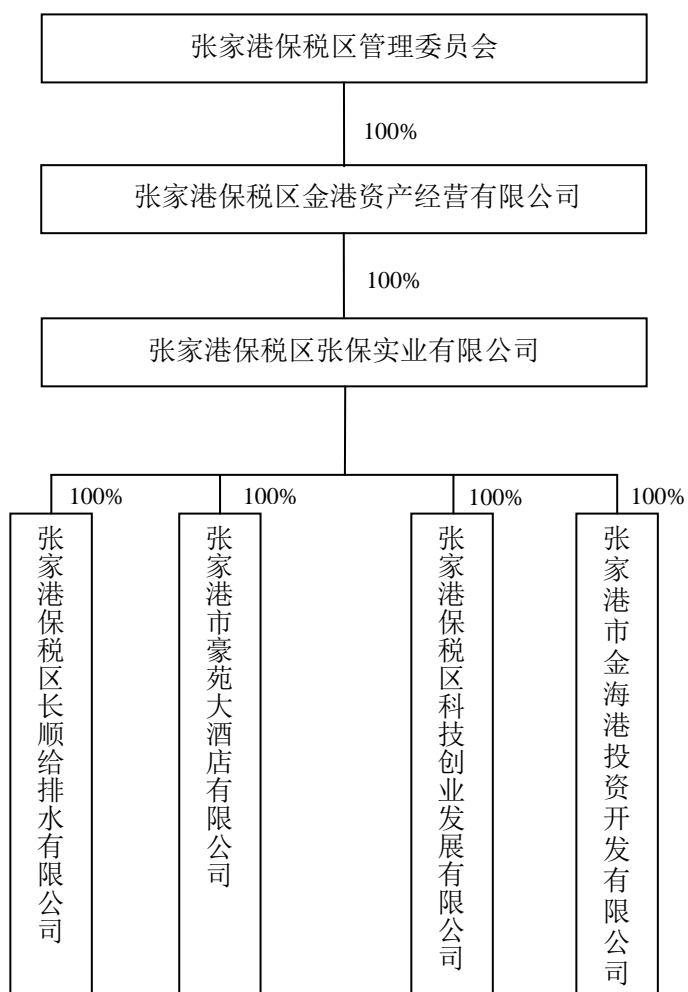 张家港保税区管理委员会
100%
张家港保税区金港资产经营有限公司
100%
张家港保税区张保实业有限公司
100%
100%
100%
100%
张家港保税区长顺给排水有限公司
张家港市豪苑大酒店有限公司
张家港保税区科技创业发展有限公司
张家港市金海港投资开发有限公司